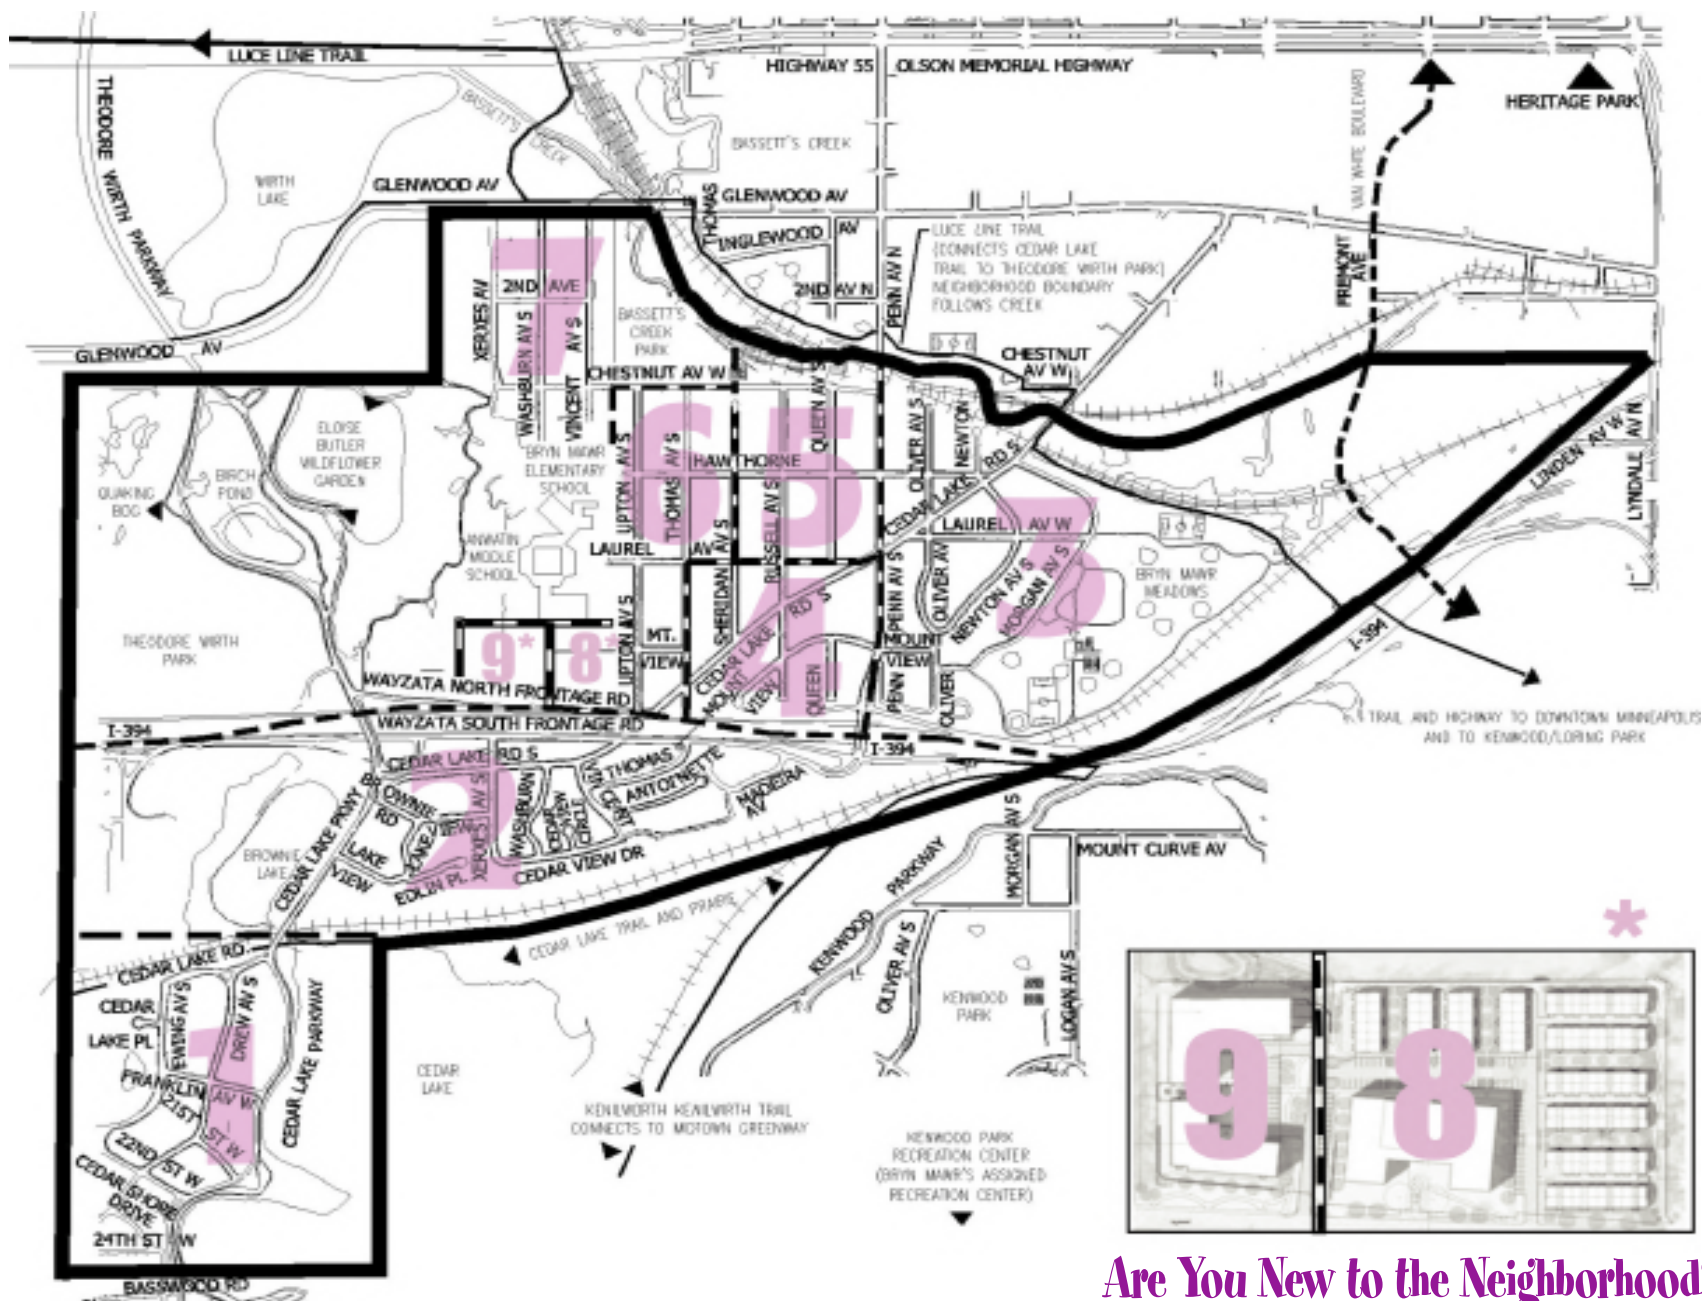 LUCE LINE TRAIL
HIGHWAY 55
OLSON MEMORIAL HIGHWAY
HERITAGE PARK
THEODORE WIRTH PARKWAY
BASSETT'S
CREEK
BASSETT'S CREEK
VAN WHITE BOULEVARD
WIRTH
LAKE
GLENWOOD AV
THOMAS
GLENWOOD AV
INGLEWOOD AV
PENN AV N
LUCE LINE TRAIL
(CONNECTS CEDAR LAKE
TRAIL TO THEODORE WIRTH PARK)
NEIGHBORHOOD BOUNDARY
FOLLOWS CREEK
FREMONT
AVE
7
XERXES AV
2ND AVE
2ND AV N
WASHBURN AV S
VINCENT AV S
BASSETT'S
CREEK
PARK
GLENWOOD AV
CHESTNUT AV W
CHESTNUT
AV W
ELOISE
BUTLER
WILDFLOWER
GARDEN
QUAKING
BOG
BIRCH
POND
BRYN MAWR
ELEMENTARY
SCHOOL
ANWATIN
MIDDLE
SCHOOL
6
5
UPTON AV S
THOMAS AV S
HAWTHORNE
QUEEN AV S
RUSSELL AV S
SHERIDAN AV S
OLIVER AV S
NEWTON
CEDAR LAKE RD S
LINDEN AV W
LYNDALE AV N
LAUREL AV
LAUREL AV W
3
PENN AV S
OLIVER AV
NEWTON AV S
MORGAN AV S
BRYN MAWR
MEADOWS
THEODORE WIRTH
PARK
9*
8*
UPTON AV S
MT.
VIEW
4
CEDAR LAKE RD S
MOUNT
VIEW
QUEEN
MOUNT
VIEW
PENN
OLIVER
I-394
WAYZATA NORTH FRONTAGE RD
WAYZATA SOUTH FRONTAGE RD
I-394
I-394
TRAIL AND HIGHWAY TO DOWNTOWN MINNEAPOLIS
AND TO KENWOOD/LORING PARK
2
CEDAR LAKE RD S
BROWNIE
RD
LAKE
VIEW
EDLIN PL
XERXES AV S
WASHBURN
CEDAR
VIEW
CIRCLE
VINCENT
THOMAS
ANTOINETTE
MADEIRA
AV
CEDAR VIEW DR
CEDAR LAKE PKWY
BROWNIE
LAKE
CEDAR LAKE TRAIL AND PRAIRIE
KENWOOD PARKWAY
MORGAN AV S
MOUNT CURVE AV
OLIVER AV S
LOGAN AV S
KENWOOD
PARK
CEDAR LAKE RD
CEDAR
LAKE PL
EWING AV S
DREW AV S
1
CEDAR LAKE PARKWAY
FRANKLIN AV W
21ST ST W
22ND ST W
CEDAR SHORE
DRIVE
24TH ST W
BASSWOOD RD
CEDAR
LAKE
KENILWORTH KENILWIRTH TRAIL
CONNECTS TO MIDTOWN GREENWAY
KENWOOD PARK
RECREATION CENTER
(BRYN MAWR'S ASSIGNED
RECREATION CENTER)
*
9
8
Are You New to the Neighborhood